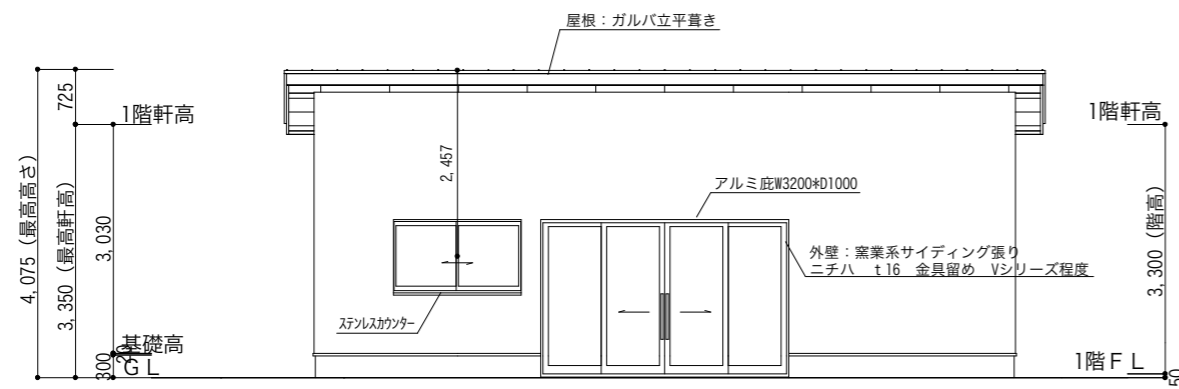 屋根：ガルバ立平葺き
725
1階軒高
1階軒高
2,457
4,075（最高高さ）
3,350（最高軒高）
3,030
アルミ庇W3200*D1000
外壁：窯業系サイディング張り
ニチハ　t16　金具留め　Vシリーズ程度
3,300（階高）
ステンレスカウンター
基礎高
20
300
ＧＬ
1階ＦＬ
50